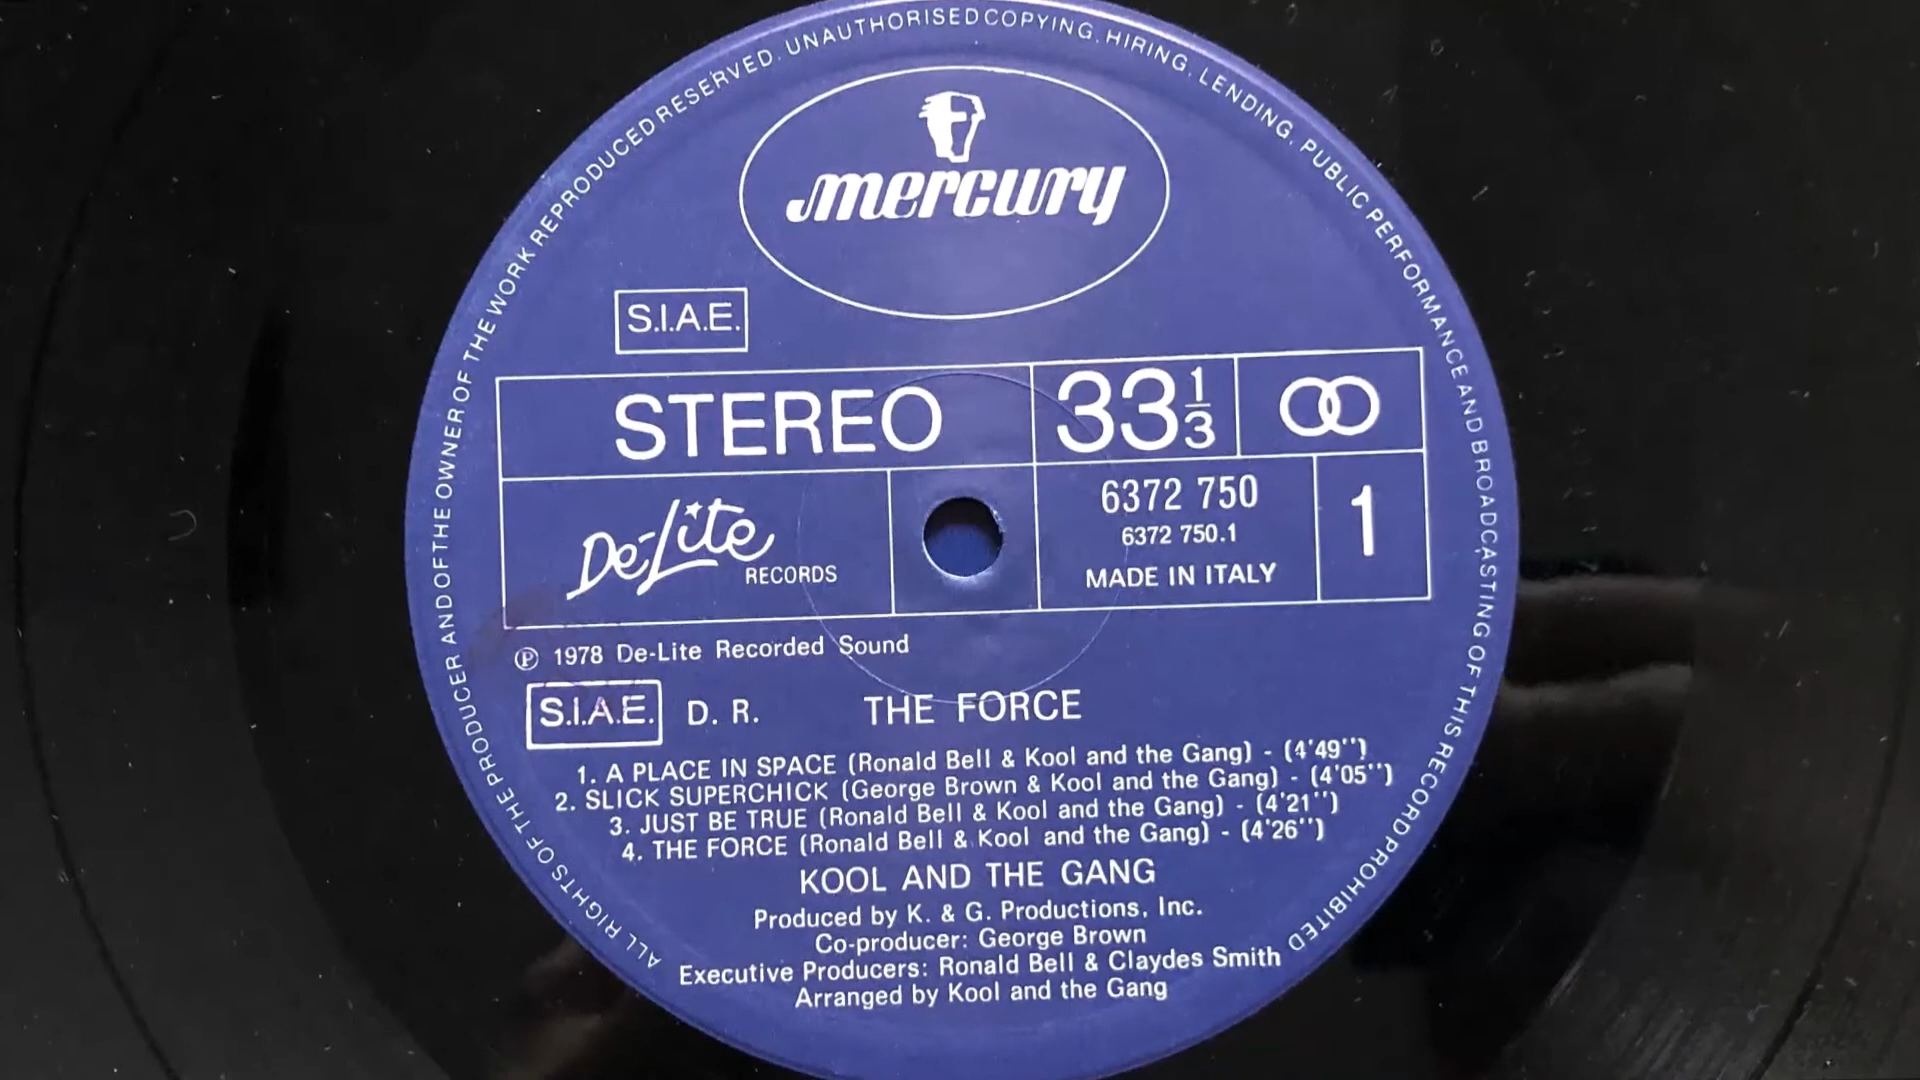 ALL RIGHTS OF THE PRODUCER AND OF THE OWNER OF THE WORK REPRODUCED RESERVED. UNAUTHORISED COPYING, HIRING, LENDING, PUBLIC PERFORMANCE AND BROADCASTING OF THIS RECORD PROHIBITED
mercury
S.I.A.E.
STEREO
33 1/3
De-Lite
RECORDS
6372 750
6372 750.1
MADE IN ITALY
1
Ⓟ 1978 De-Lite Recorded Sound
S.I.A.E. D. R. THE FORCE
1. A PLACE IN SPACE (Ronald Bell & Kool and the Gang) - (4'49'')
2. SLICK SUPERCHICK (George Brown & Kool and the Gang) - (4'05'')
3. JUST BE TRUE (Ronald Bell & Kool and the Gang) - (4'21'')
4. THE FORCE (Ronald Bell & Kool and the Gang) - (4'26'')
KOOL AND THE GANG
Produced by K. & G. Productions, Inc.
Co-producer: George Brown
Executive Producers: Ronald Bell & Claydes Smith
Arranged by Kool and the Gang